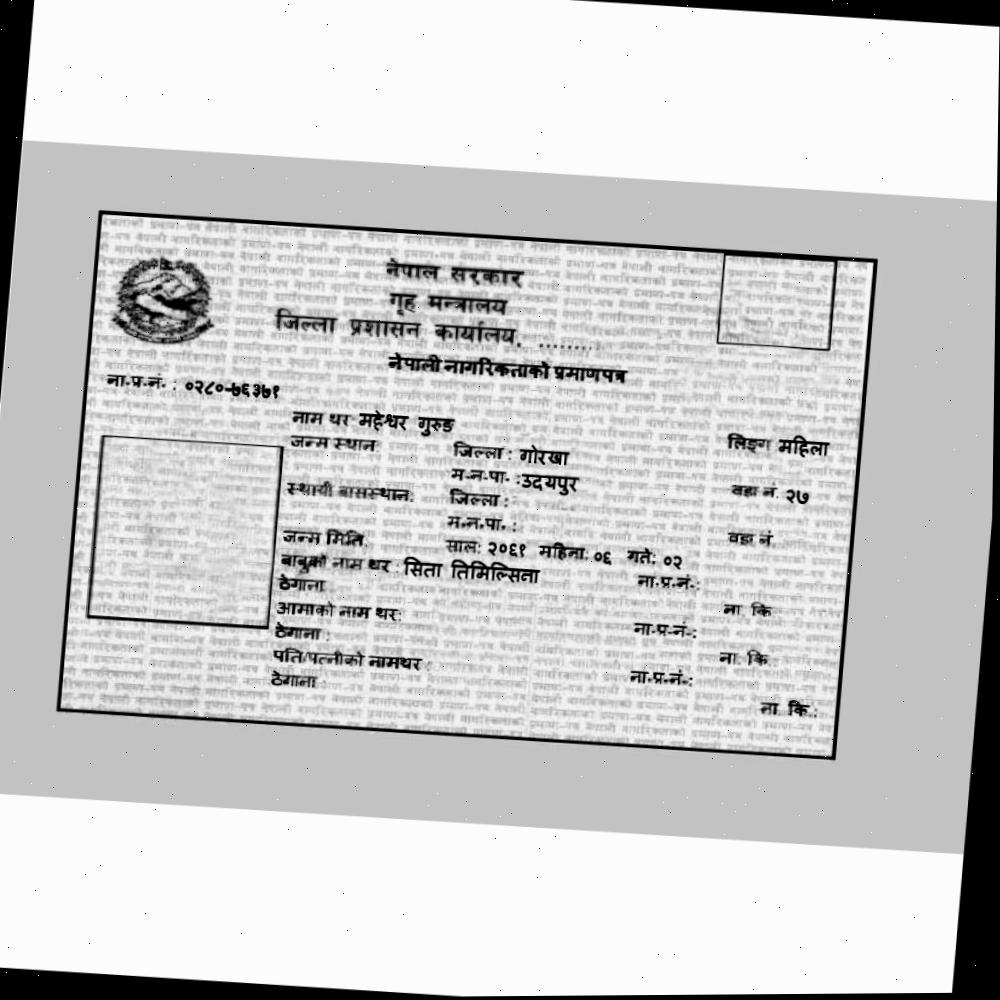 नेपाल सरकार
गृह मन्त्रालय
जिल्ला प्रशासन कार्यालय, ........
नेपाली नागरिकताको प्रमाणपत्र
ना.प्र.नं. : ०२८०-७६३७१
नाम थर महेश्वर गुरुङ लिङ्ग महिला
जन्म स्थान: जिल्ला : गोरखा
म.न.पा. :उदयपुर वडा नं. २७
स्थायी बासस्थान: जिल्ला :
म.न.पा. : वडा नं.
जन्म मिति: साल: २०६१ महिना: ०६ गते: ०२
बाबुको नाम थर : सिता तिमिल्सिना ना.प्र.नं.:
ठेगाना ना. कि
आमाको नाम थर: ना.प्र.नं.:
ठेगाना : ना. कि.:
पति/पत्नीको नामथर : ना.प्र.नं.:
ठेगाना : ना. कि.: